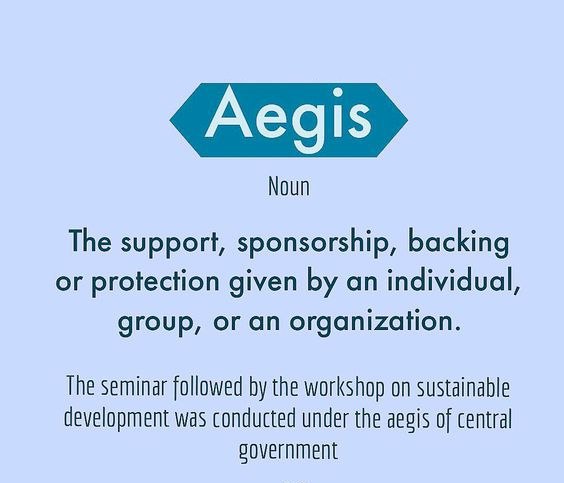 Aegis
Noun
The support, sponsorship, backing
or protection given by an individual,
group, or an organization.
The seminar followed by the workshop on sustainable
development was conducted under the aegis of central
government